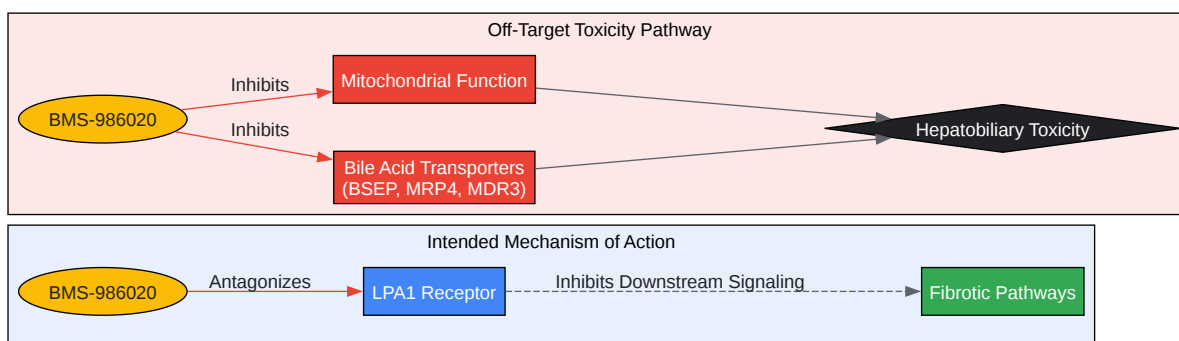 Off-Target Toxicity Pathway
BMS-986020
Inhibits
Inhibits
Mitochondrial Function
Bile Acid Transporters
(BSEP, MRP4, MDR3)
Hepatobiliary Toxicity
Intended Mechanism of Action
BMS-986020
Antagonizes
LPA1 Receptor
Inhibits Downstream Signaling
Fibrotic Pathways